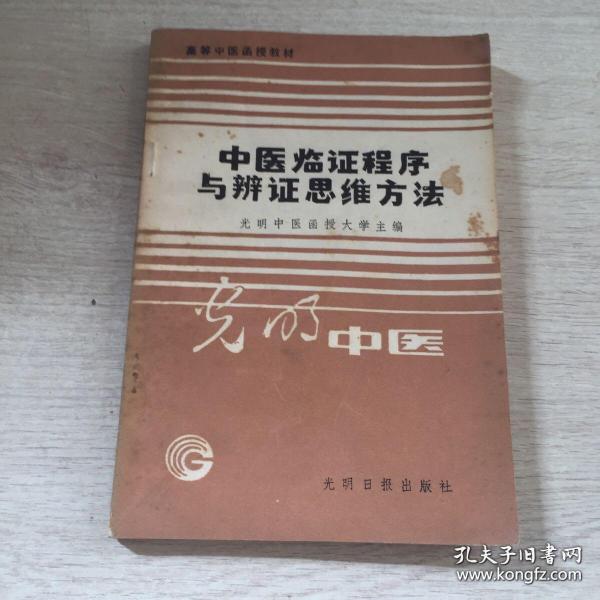 高等中医函授教材
中医临证程序
与辨证思维方法
光明中医函授大学主编
光明中医
G
光明日报出版社
孔夫子旧书网
www.kongfz.com